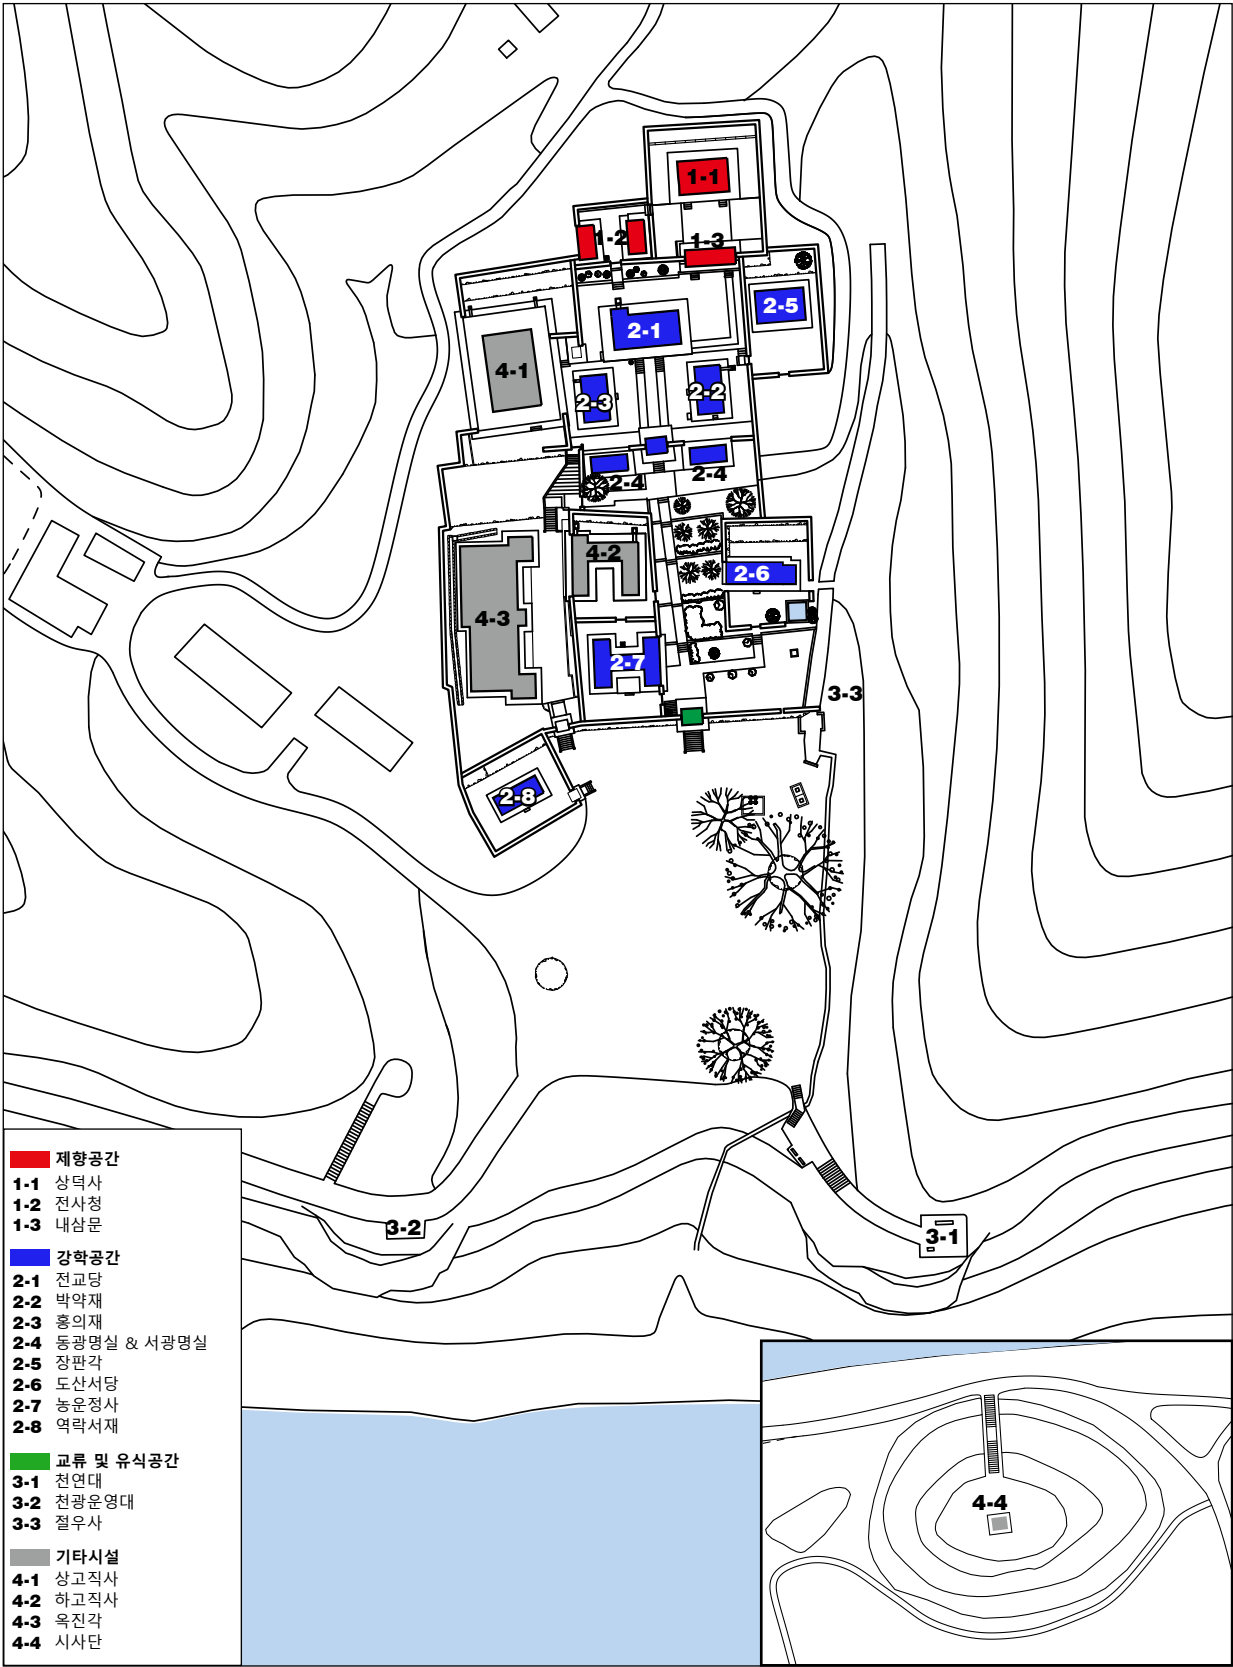 1-1
1-2
1-3
2-5
2-1
4-1
2-3
2-2
2-4
2-4
4-2
2-6
4-3
2-7
3-3
2-8
3-2
3-1
4-4
제향공간
1-1 상덕사
1-2 전사청
1-3 내삼문
강학공간
2-1 전교당
2-2 박약재
2-3 홍의재
2-4 동광명실 & 서광명실
2-5 장판각
2-6 도산서당
2-7 농운정사
2-8 역락서재
교류 및 유식공간
3-1 천연대
3-2 천광운영대
3-3 절우사
기타시설
4-1 상고직사
4-2 하고직사
4-3 옥진각
4-4 시사단